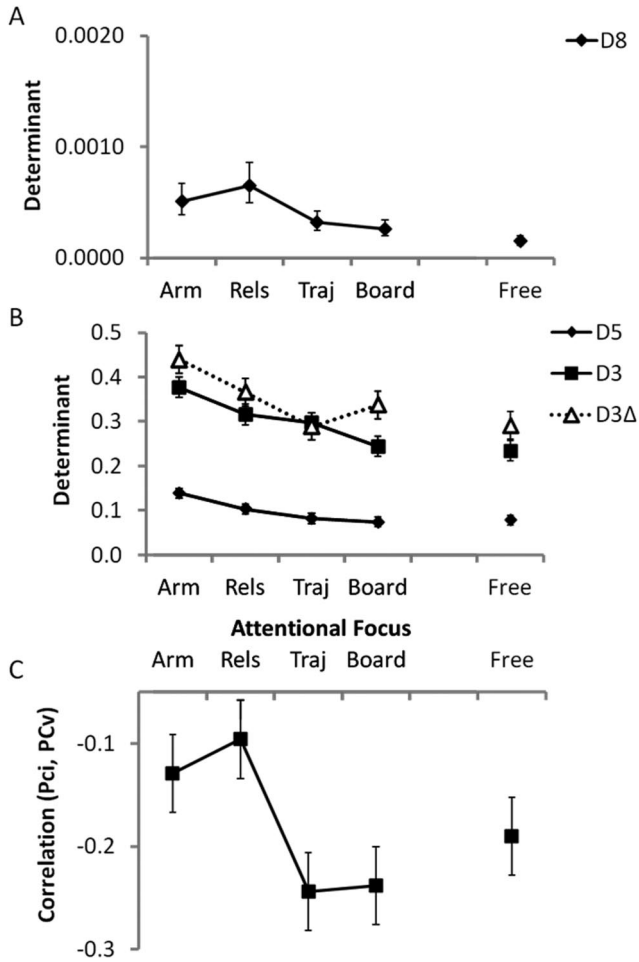 A
0.0020
D8
0.0010
0.0000
Determinant
Arm Rels Traj Board Free
B
0.5
D5
0.4
D3
0.3
D3Δ
0.2
0.1
0.0
Determinant
Arm Rels Traj Board Free
Attentional Focus
Arm Rels Traj Board Free
C
-0.1
-0.2
-0.3
Correlation (Pci, PCv)